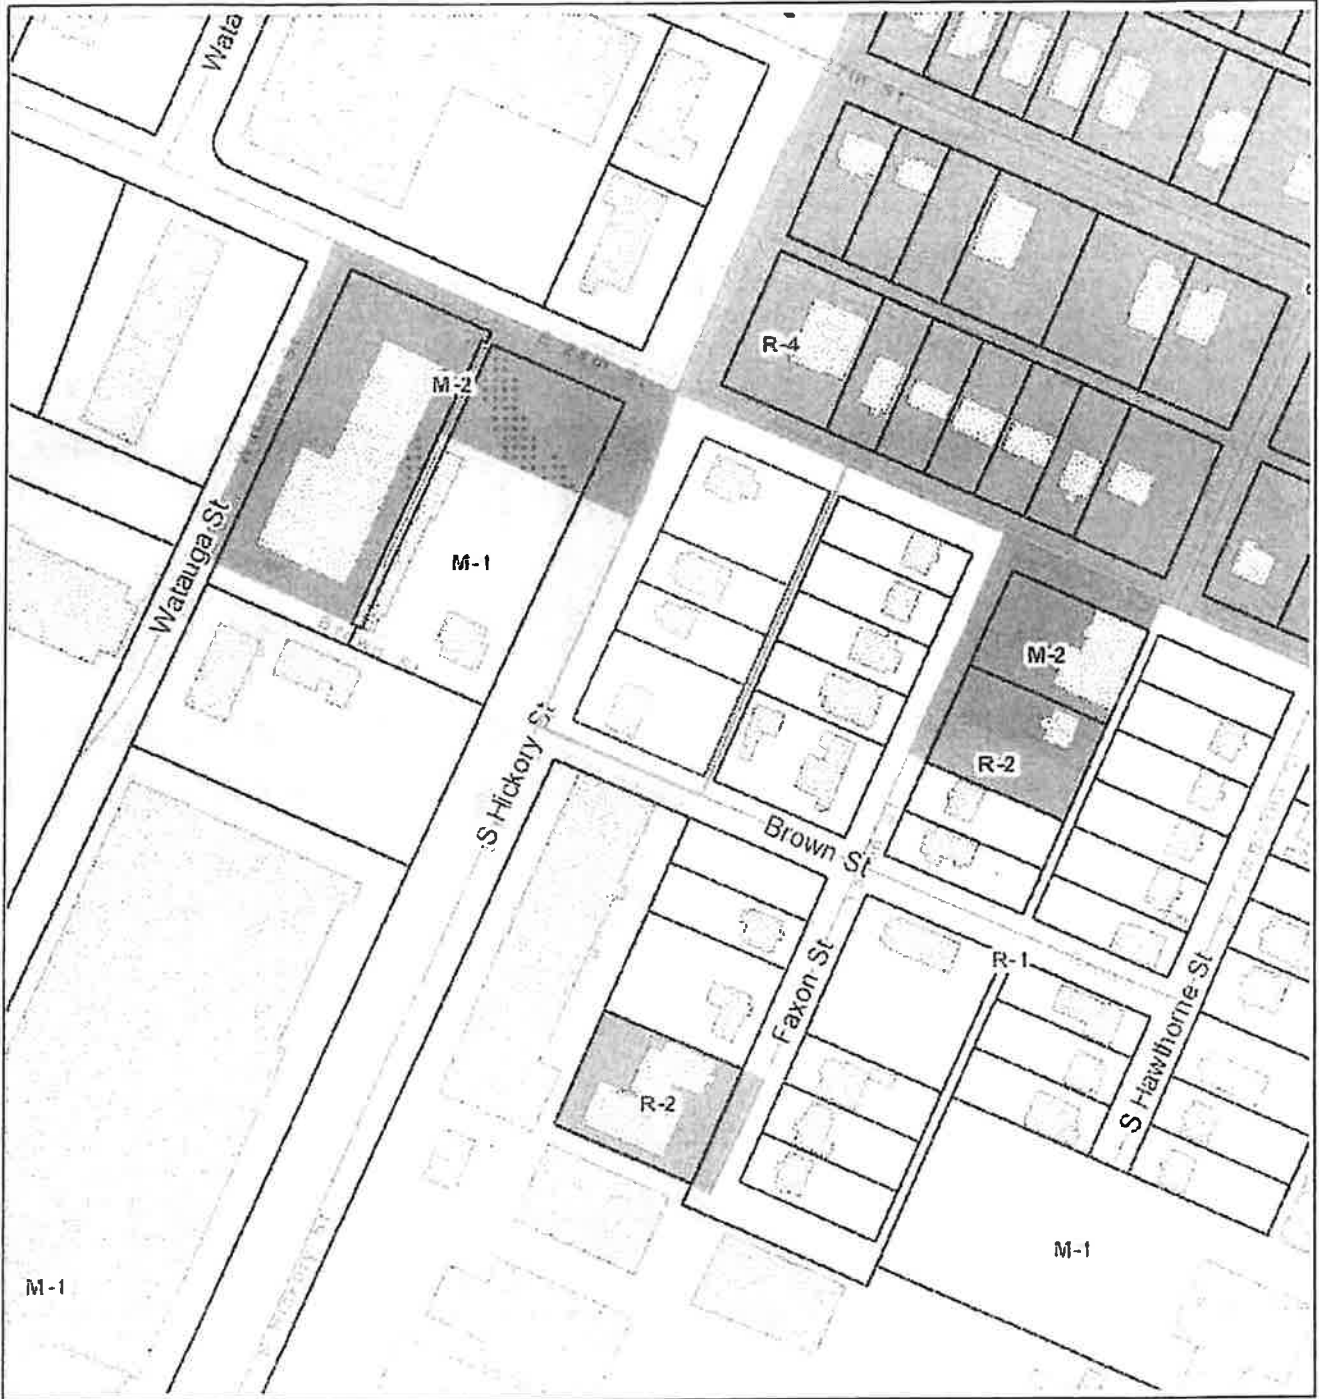 Wata
R-4
M-2
M-1
Watauga St
M-2
R-2
S Hickory St
Brown St
R-1
Faxon St
S Hawthorne St
R-2
M-1
M-1